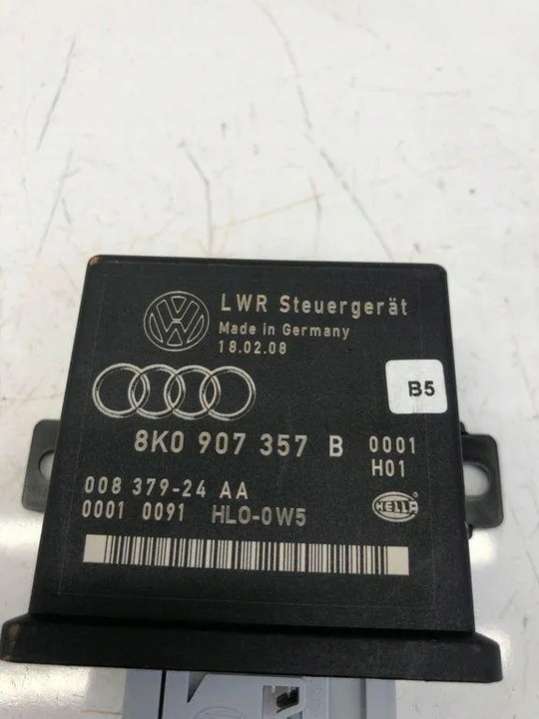 LWR Steuergerät
Made in Germany
18.02.08
B5
8K0 907 357 B 0001
H01
008 379-24 AA
0001 0091 HLO-0W5
HELLA